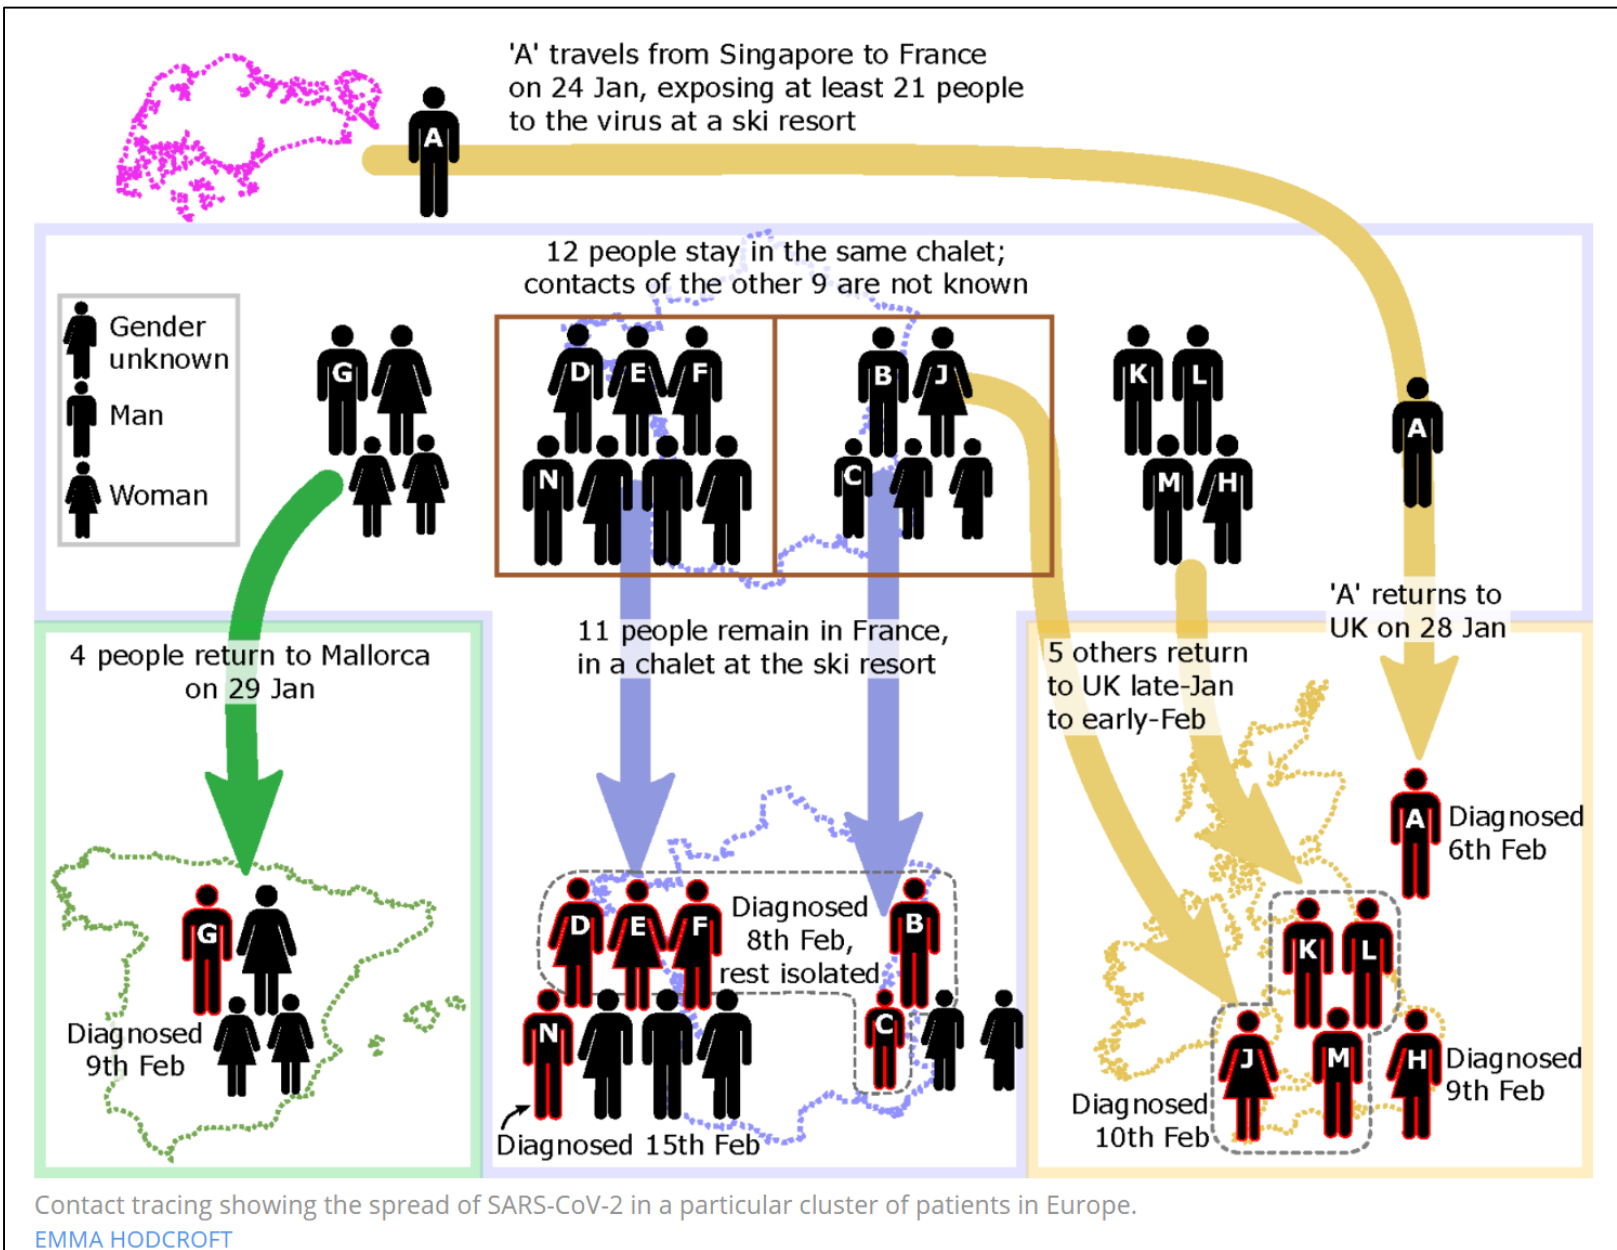 'A' travels from Singapore to France
on 24 Jan, exposing at least 21 people
to the virus at a ski resort
A
12 people stay in the same chalet;
contacts of the other 9 are not known
Gender
unknown
Man
Woman
G
D E F
N
B J
C
K L
M H
A
'A' returns to
UK on 28 Jan
4 people return to Mallorca
on 29 Jan
11 people remain in France,
in a chalet at the ski resort
5 others return
to UK late-Jan
to early-Feb
G
Diagnosed
9th Feb
D E F
Diagnosed
8th Feb,
rest isolated
B
N
C
Diagnosed 15th Feb
A
Diagnosed
6th Feb
K L
J M H
Diagnosed
9th Feb
Diagnosed
10th Feb
Contact tracing showing the spread of SARS-CoV-2 in a particular cluster of patients in Europe.
EMMA HODCROFT